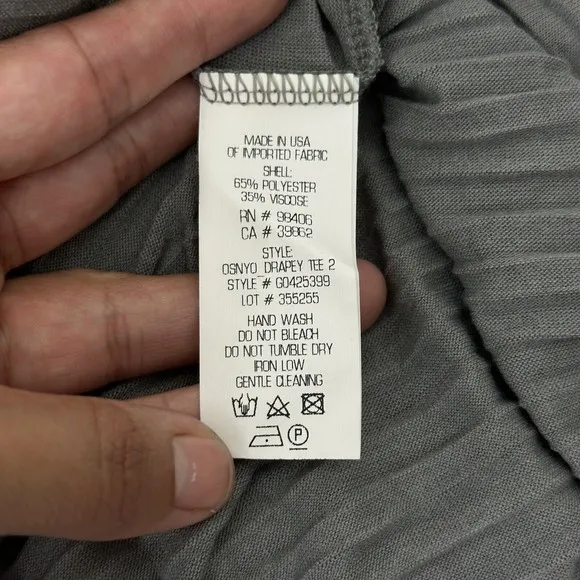 MADE IN USA
OF IMPORTED FABRIC
SHELL:
65% POLYESTER
35% VISCOSE
RN # 98406
CA # 39862
STYLE:
OSNYO_DRAPEY TEE 2
STYLE # G0425399
LOT # 355255
HAND WASH
DO NOT BLEACH
DO NOT TUMBLE DRY
IRON LOW
GENTLE CLEANING
P